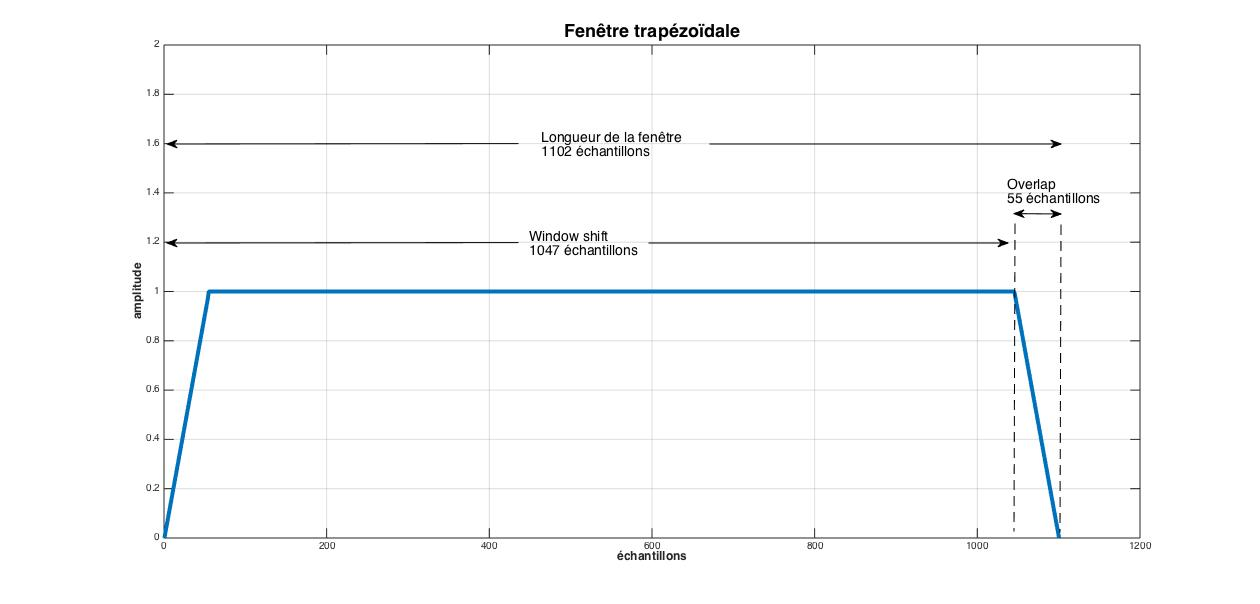 Fenêtre trapézoïdale
2
1.8
1.6
1.4
1.2
1
0.8
0.6
0.4
0.2
0
amplitude
Longueur de la fenêtre
1102 échantillons
Overlap
55 échantillons
Window shift
1047 échantillons
0
200
400
600
800
1000
1200
échantillons